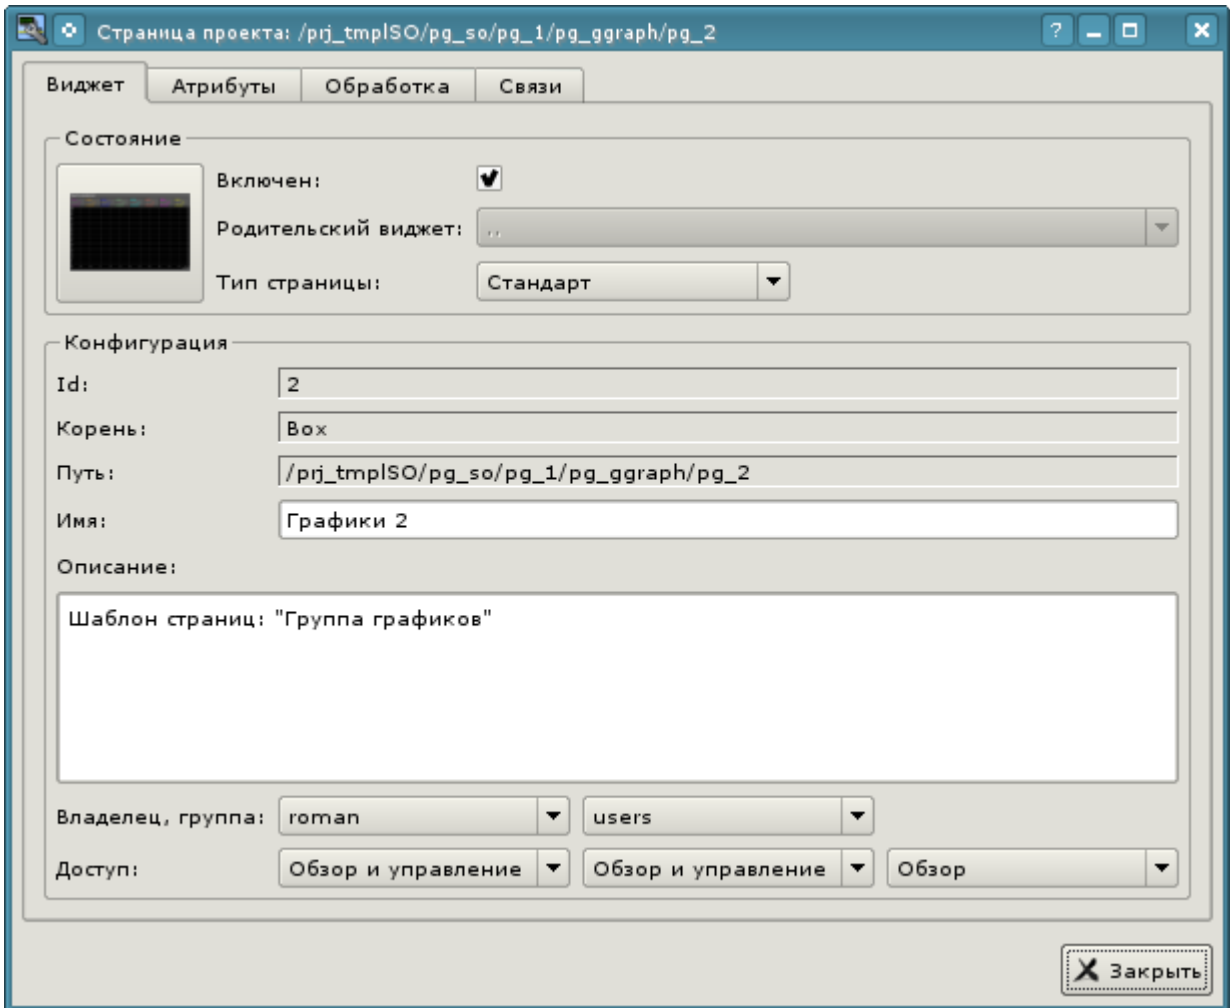 Страница проекта: /prj_tmplSO/pg_so/pg_1/pg_ggraph/pg_2 ?
Виджет Атрибуты Обработка Связи
Состояние
Включен:
Родительский виджет: ..
Тип страницы: Стандарт
Конфигурация
Id: 2
Корень: Box
Путь: /prj_tmplSO/pg_so/pg_1/pg_ggraph/pg_2
Имя: Графики 2
Описание:
Шаблон страниц: "Группа графиков"
Владелец, группа: roman users
Доступ: Обзор и управление Обзор и управление Обзор
Закрыть